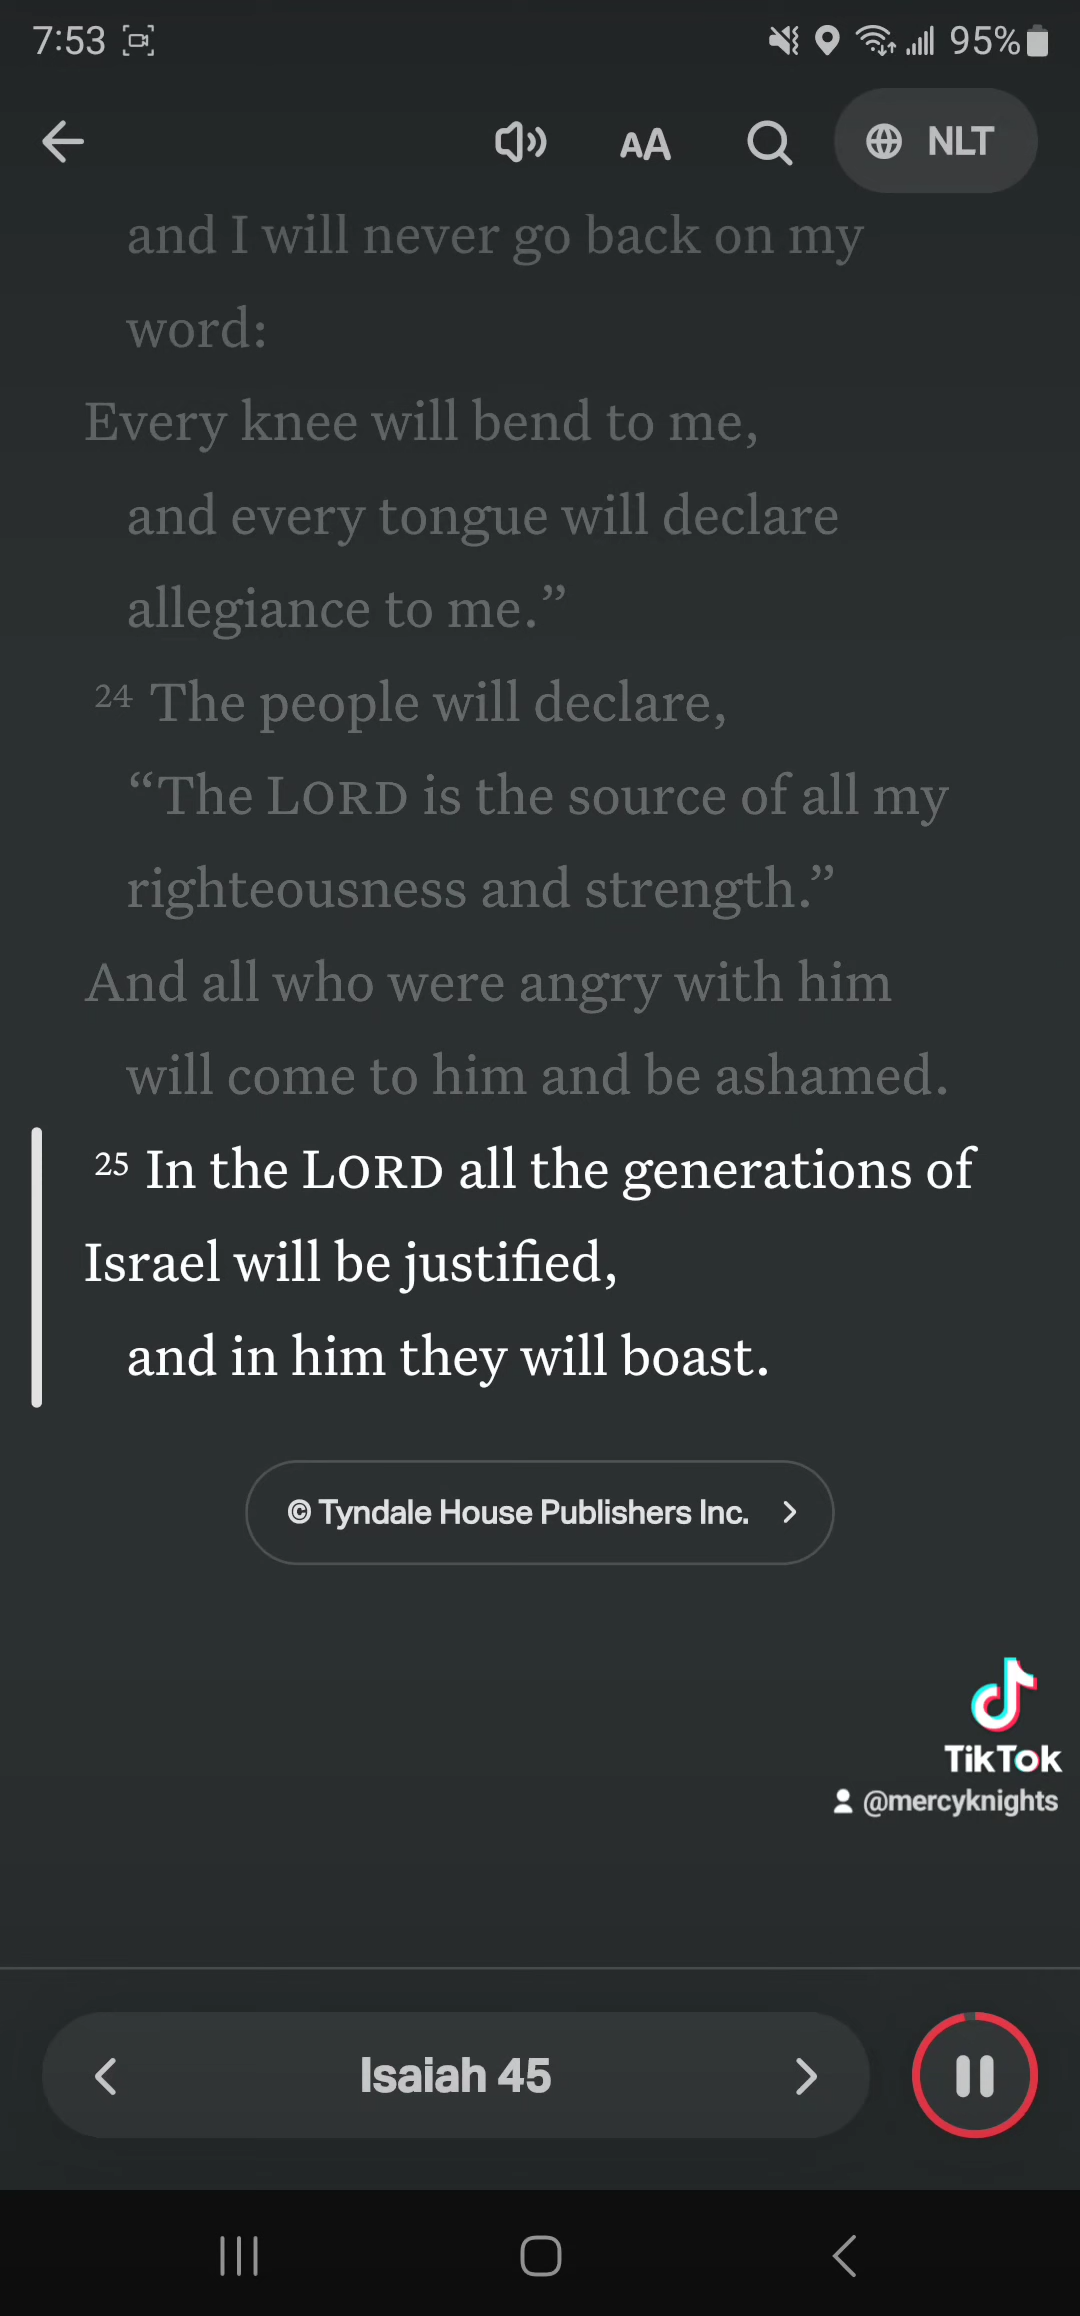 7:53 95%
AA NLT
and I will never go back on my
word:
Every knee will bend to me,
and every tongue will declare
allegiance to me.”
24 The people will declare,
“The LORD is the source of all my
righteousness and strength.”
And all who were angry with him
will come to him and be ashamed.
25 In the LORD all the generations of
Israel will be justified,
and in him they will boast.
© Tyndale House Publishers Inc.
TikTok
@mercyknights
Isaiah 45